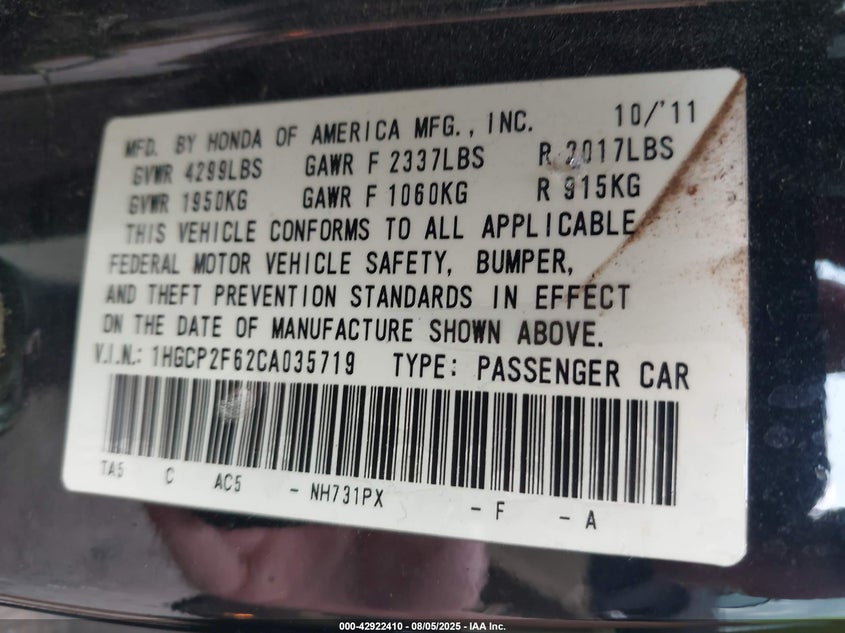 MFD. BY HONDA OF AMERICA MFG., INC. 10/'11
GVWR 4299LBS GAWR F 2337LBS R 2017LBS
GVWR 1950KG GAWR F 1060KG R 915KG
THIS VEHICLE CONFORMS TO ALL APPLICABLE
FEDERAL MOTOR VEHICLE SAFETY, BUMPER,
AND THEFT PREVENTION STANDARDS IN EFFECT
ON THE DATE OF MANUFACTURE SHOWN ABOVE.
V.I.N.: 1HGCP2F62CA035719 TYPE: PASSENGER CAR
TA5 C AC5 - NH731PX - F - A
000-42922410 - 08/05/2025 - IAA Inc.